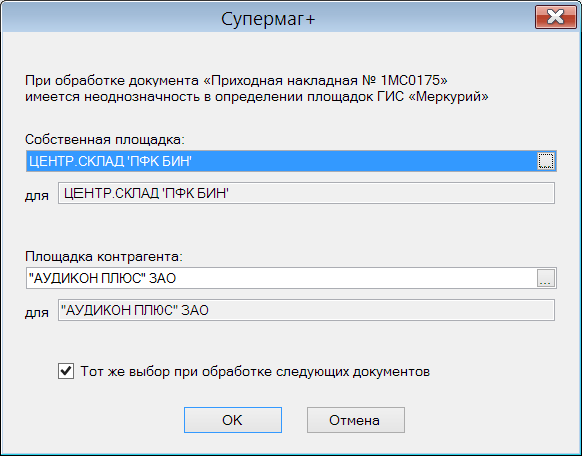 Супермаг+
При обработке документа «Приходная накладная № 1МС0175»
имеется неоднозначность в определении площадок ГИС «Меркурий»
Собственная площадка:
ЦЕНТР.СКЛАД 'ПФК БИН'
...
для ЦЕНТР.СКЛАД 'ПФК БИН'
Площадка контрагента:
"АУДИКОН ПЛЮС" ЗАО
...
для "АУДИКОН ПЛЮС" ЗАО
Тот же выбор при обработке следующих документов
OK Отмена